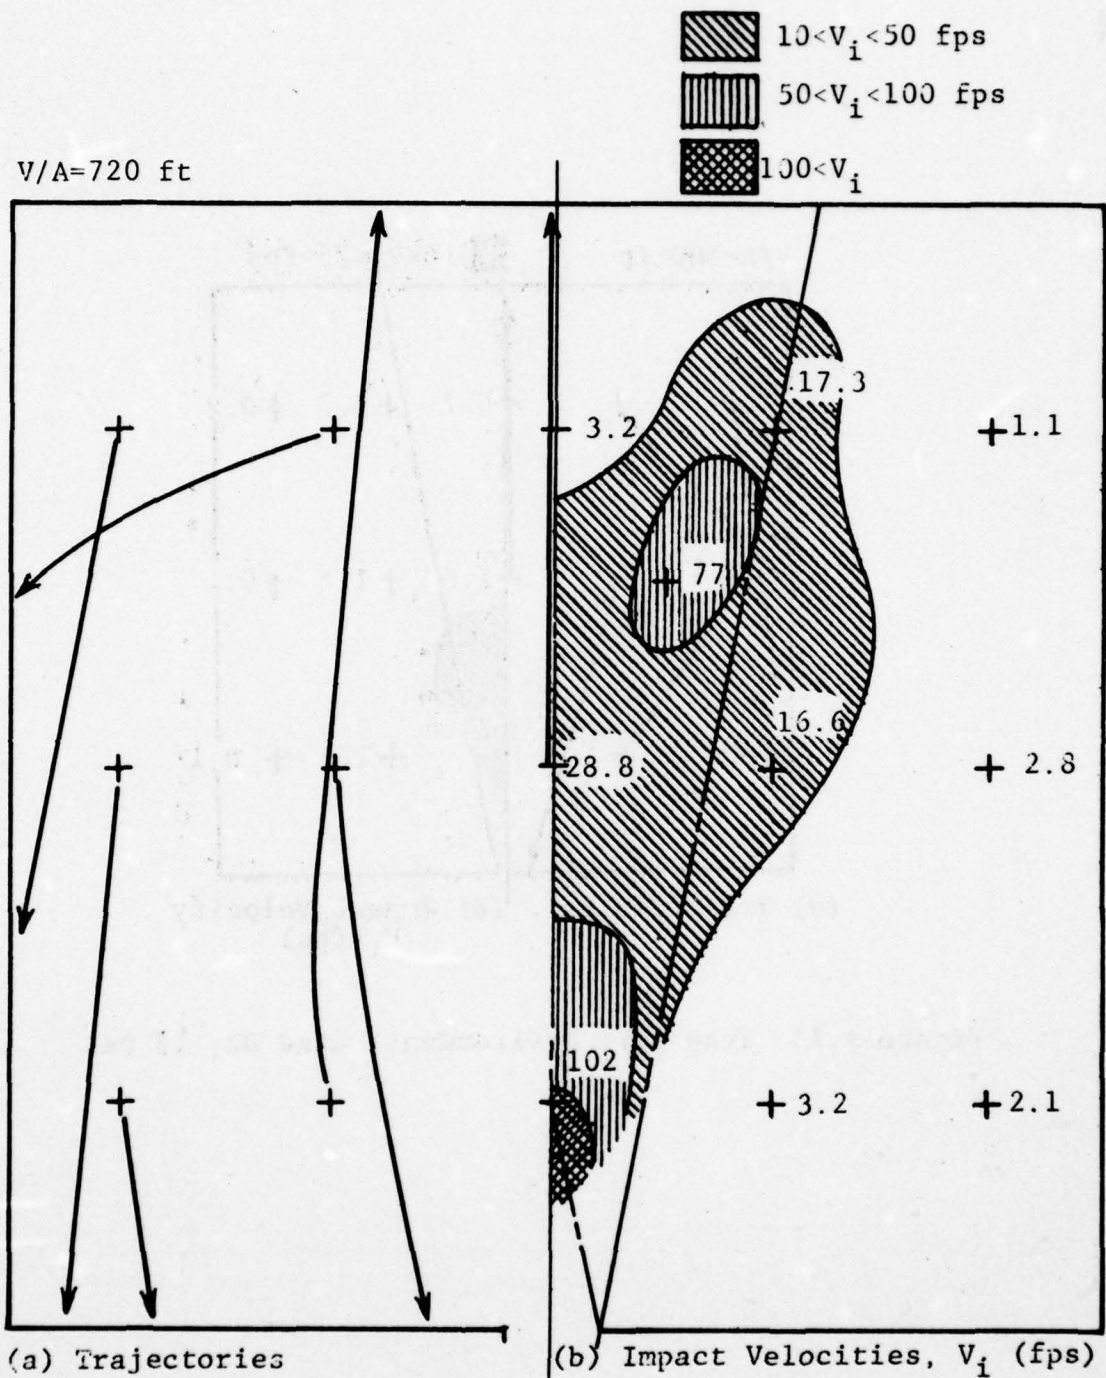 10<Vi<50 fps
50<Vi<100 fps
100<Vi
V/A=720 ft
17.3
3.2
1.1
77
16.6
28.8
2.8
102
3.2
2.1
(a) Trajectories
(b) Impact Velocities, Vi (fps)